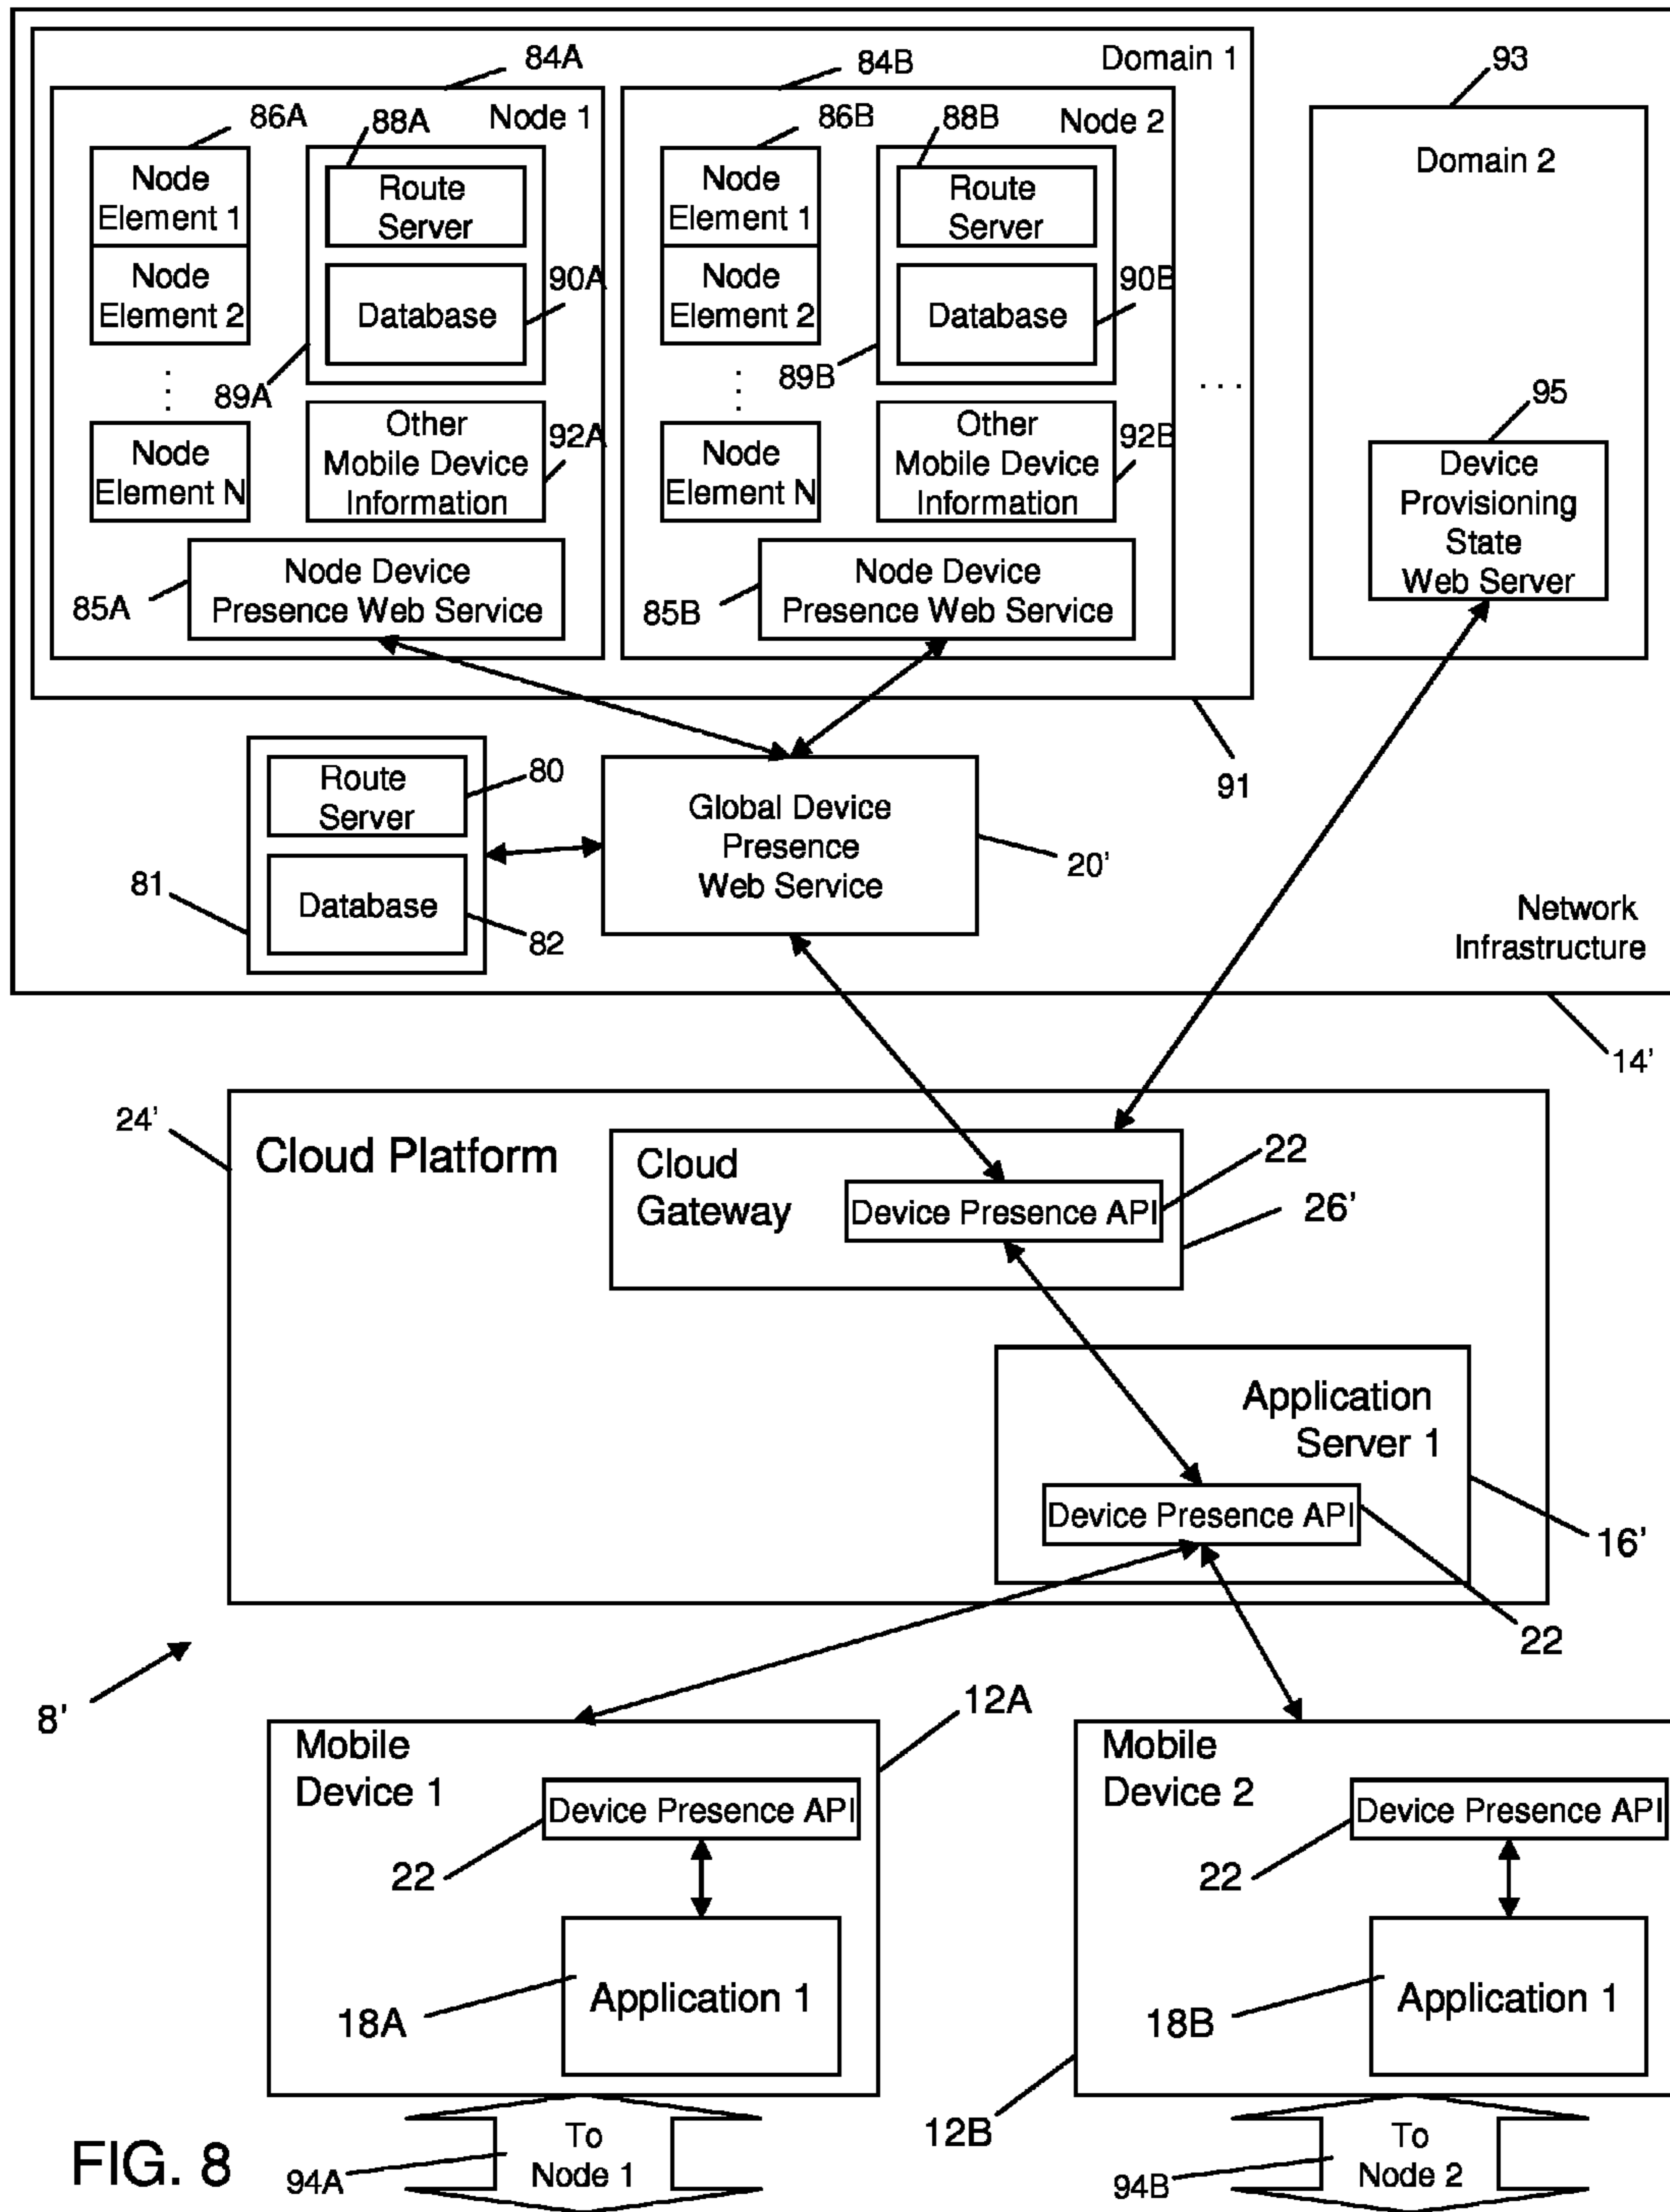 84A
84B
Domain 1
93
86A
88A
Node 1
86B
88B
Node 2
Domain 2
Node
Element 1
Route
Server
Node
Element 1
Route
Server
Node
Element 2
Database
90A
Node
Element 2
Database
90B
89A
89B
...
95
Node
Element N
Other
Mobile Device
Information
92A
Node
Element N
Other
Mobile Device
Information
92B
Device
Provisioning
State
Web Server
85A
Node Device
Presence Web Service
85B
Node Device
Presence Web Service
91
Route
Server
80
Global Device
Presence
Web Service
20'
81
Database
82
Network
Infrastructure
14'
24'
Cloud Platform
Cloud
Gateway
Device Presence API
22
26'
Application
Server 1
Device Presence API
16'
22
8'
12A
Mobile
Device 1
Device Presence API
22
Application 1
18A
Mobile
Device 2
Device Presence API
22
Application 1
18B
12B
FIG. 8
94A
To
Node 1
94B
To
Node 2